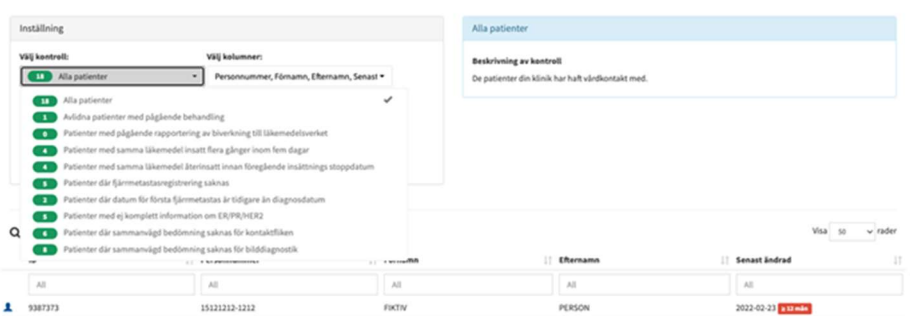 Inställning
Välj kontroll:
Välj kolumner:
18 Alla patienter
Personnummer, Förnamn, Efternamn, Senast
18 Alla patienter
1 Avlidna patienter med pågående behandling
0 Patienter med pågående rapportering av biverkning till läkemedelsverket
4 Patienter med samma läkemedel insatt flera gånger inom fem dagar
4 Patienter med samma läkemedel återinsatt innan föregående insättnings stoppdatum
5 Patienter där fjärrmetastasregistrering saknas
2 Patienter där datum för första fjärrmetastas är tidigare än diagnosdatum
5 Patienter med ej komplett information om ER/PR/HER2
6 Patienter där sammanvägd bedömning saknas för kontaktfliken
8 Patienter där sammanvägd bedömning saknas för bilddiagnostik
Alla patienter
Beskrivning av kontroll
De patienter din klinik har haft vårdkontakt med.
Visa 50 rader
Efternamn Senast ändrad
All All All All All
9387373 15121212-1212 FIKTIV PERSON 2022-02-23 ≥ 12 mån